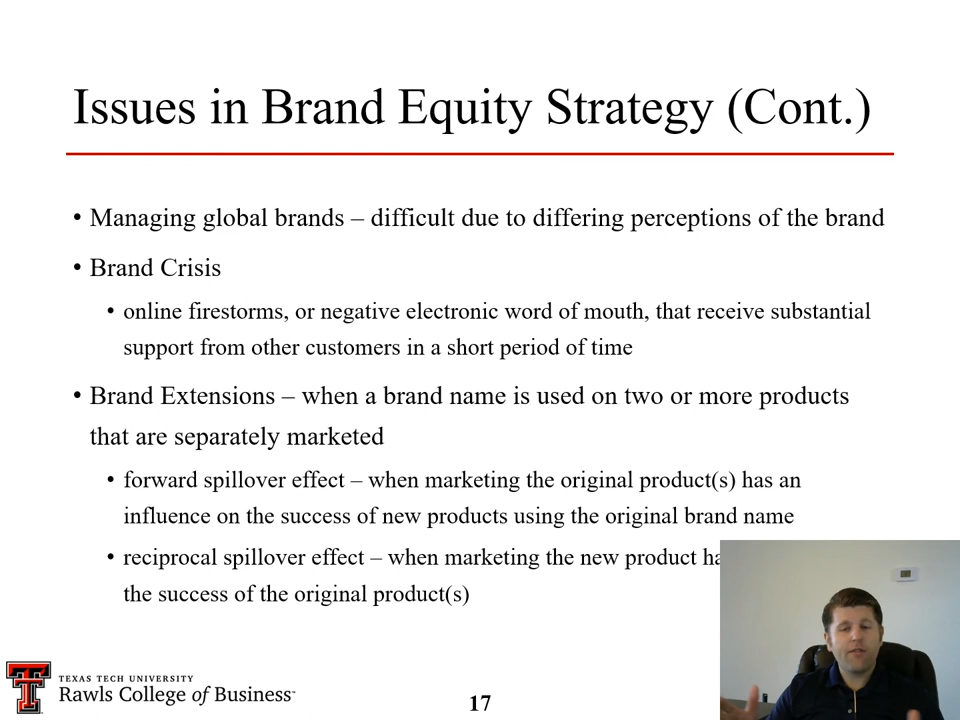 Issues in Brand Equity Strategy (Cont.)
• Managing global brands – difficult due to differing perceptions of the brand
• Brand Crisis
• online firestorms, or negative electronic word of mouth, that receive substantial
support from other customers in a short period of time
• Brand Extensions – when a brand name is used on two or more products
that are separately marketed
• forward spillover effect – when marketing the original product(s) has an
influence on the success of new products using the original brand name
• reciprocal spillover effect – when marketing the new product
the success of the original product(s)
TEXAS TECH UNIVERSITY
Rawls College of Business
17